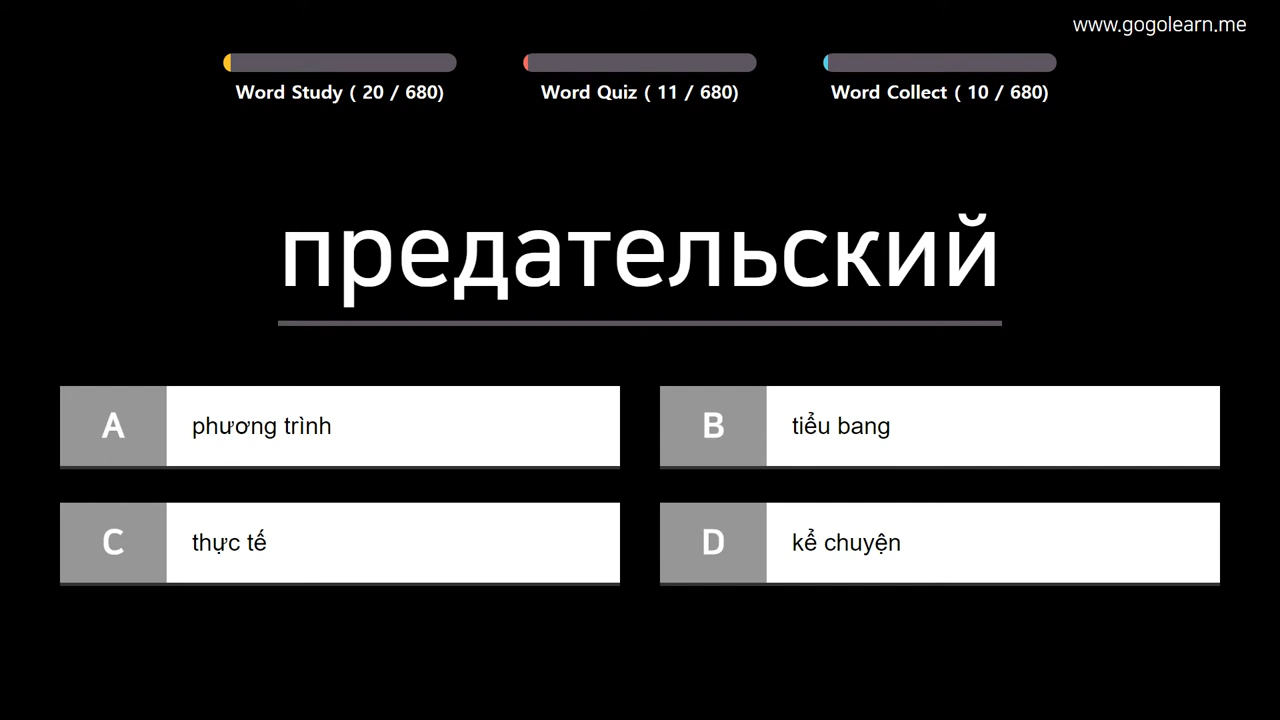 www.gogolearn.me
Word Study ( 20 / 680)
Word Quiz ( 11 / 680)
Word Collect ( 10 / 680)
предательский
A
phương trình
B
tiểu bang
C
thực tế
D
kể chuyện